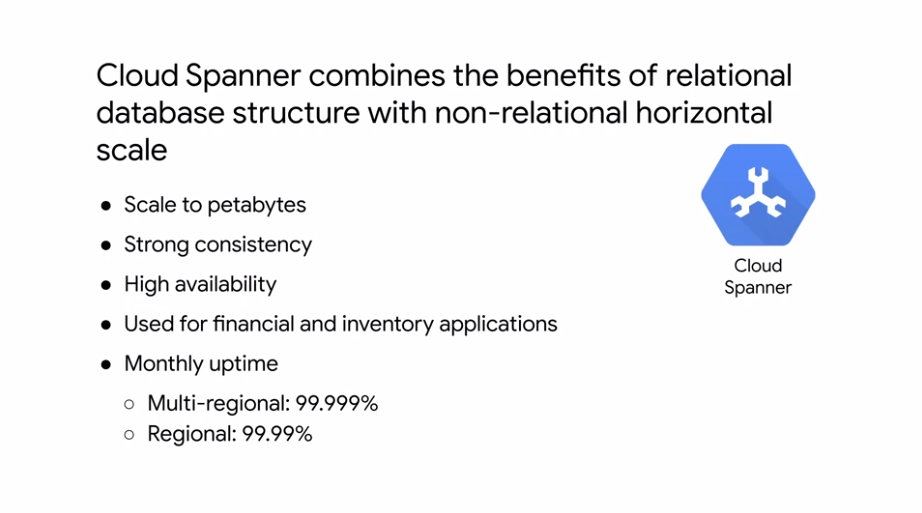 Cloud Spanner combines the benefits of relational
database structure with non-relational horizontal
scale
● Scale to petabytes
● Strong consistency
● High availability
● Used for financial and inventory applications
● Monthly uptime
○ Multi-regional: 99.999%
○ Regional: 99.99%
Cloud
Spanner